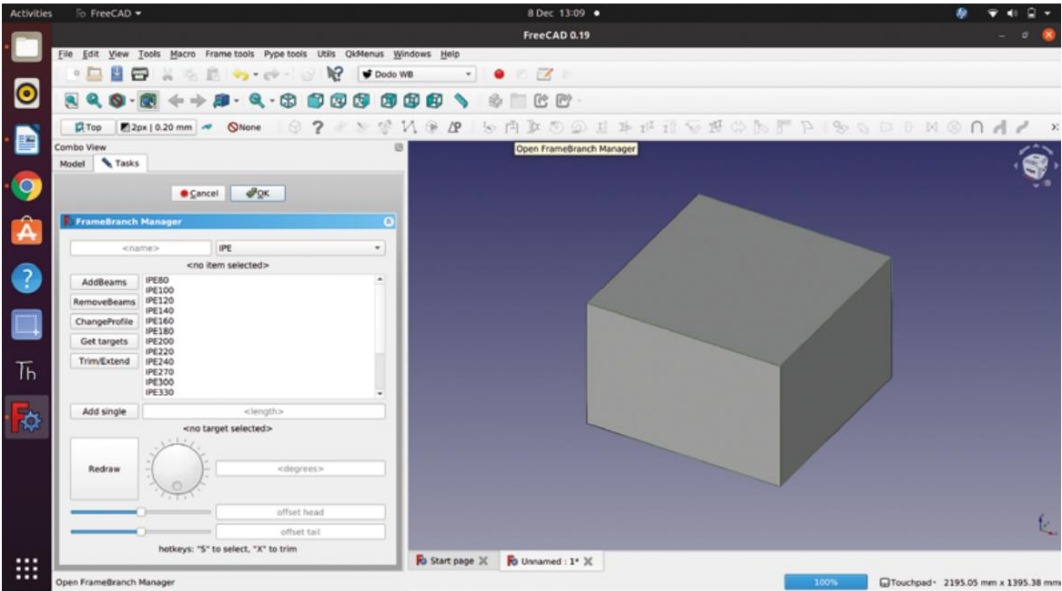 Activities FreeCAD 8 Dec 13:09
FreeCAD 0.19
File Edit View Tools Macro Frame tools Pype tools Utils QkMenus Windows Help
Dodo WB
Top 2px | 0.20 mm None
Combo View
Open FrameBranch Manager
Model Tasks
Cancel OK
FrameBranch Manager
<name> IPE
<no item selected>
AddBeams
RemoveBeams
ChangeProfile
Get targets
Trim/Extend
IPE80
IPE100
IPE120
IPE140
IPE160
IPE180
IPE200
IPE220
IPE240
IPE270
IPE300
IPE330
Add single <length>
<no target selected>
Redraw <degrees>
offset head
offset tail
hotkeys: "S" to select, "X" to trim
Start page Unnamed : 1*
Open FrameBranch Manager 100% Touchpad 2195.05 mm x 1395.38 mm
Th